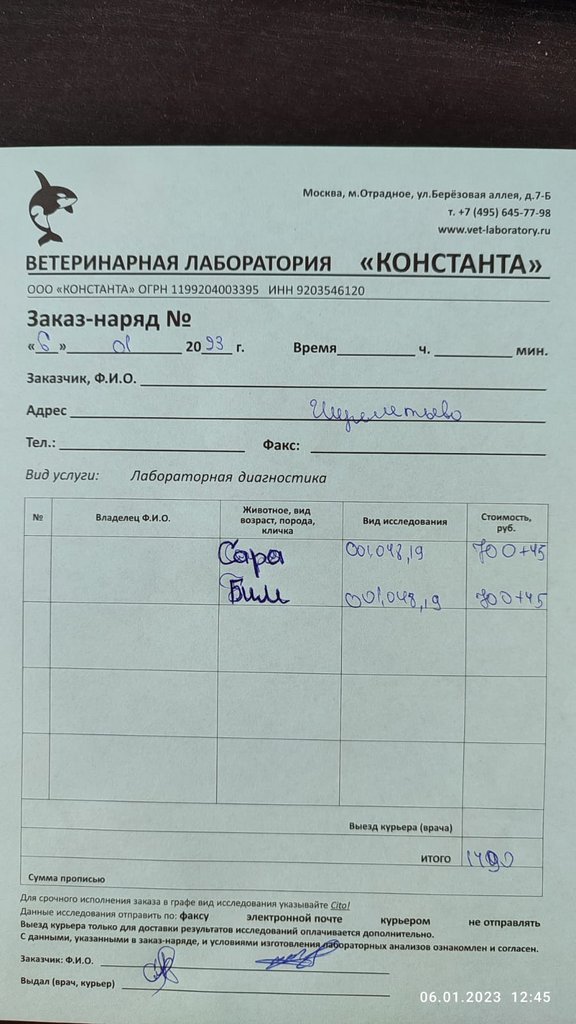 Москва, м.Отрадное, ул.Берёзовая аллея, д.7-Б
т. +7 (495) 645-77-98
www.vet-laboratory.ru
ВЕТЕРИНАРНАЯ ЛАБОРАТОРИЯ «КОНСТАНТА»
ООО «КОНСТАНТА» ОГРН 1199204003395 ИНН 9203546120
Заказ-наряд №
«6» 01 2093 г. Время ч. мин.
Заказчик, Ф.И.О.
Адрес Шереметьево
Тел.: Факс:
Вид услуги: Лабораторная диагностика
№ Владелец Ф.И.О. Животное, вид возраст, порода, кличка Вид исследования Стоимость, руб.
Сара 001,048,19 700+45
Бим 001,048,19 700+45
Выезд курьера (врача)
ИТОГО 1490
Сумма прописью
Для срочного исполнения заказа в графе вид исследования указывайте Cito!
Данные исследования отправить по: факсу электронной почте курьером не отправлять
Выезд курьера только для доставки результатов исследований оплачивается дополнительно.
С данными, указанными в заказ-наряде, и условиями изготовления лабораторных анализов ознакомлен и согласен.
Заказчик: Ф.И.О.
Выдал (врач, курьер)
06.01.2023 12:45